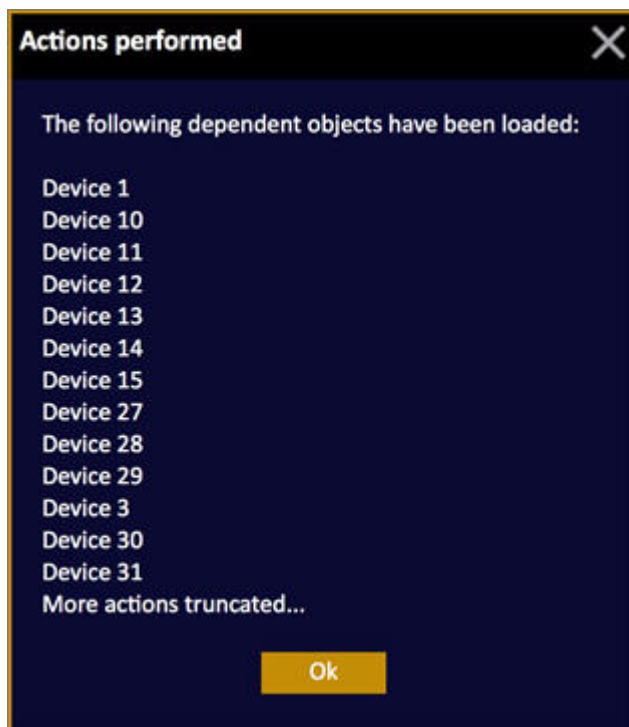 Actions performed
The following dependent objects have been loaded:
Device 1
Device 10
Device 11
Device 12
Device 13
Device 14
Device 15
Device 27
Device 28
Device 29
Device 3
Device 30
Device 31
More actions truncated...
Ok